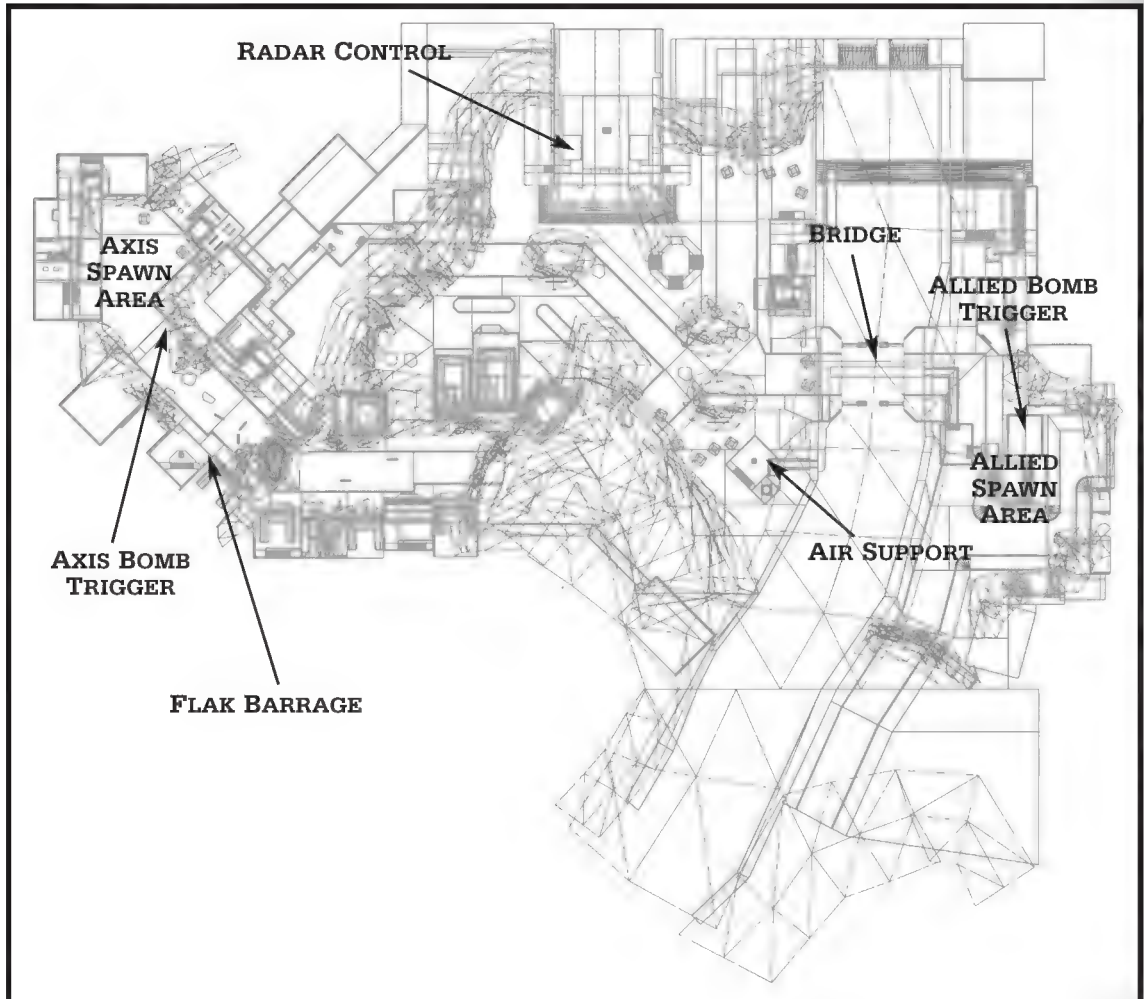 RADAR CONTROL
AXIS
SPAWN
AREA
BRIDGE
ALLIED BOMB
TRIGGER
ALLIED
SPAWN
AREA
AIR SUPPORT
AXIS BOMB
TRIGGER
FLAK BARRAGE